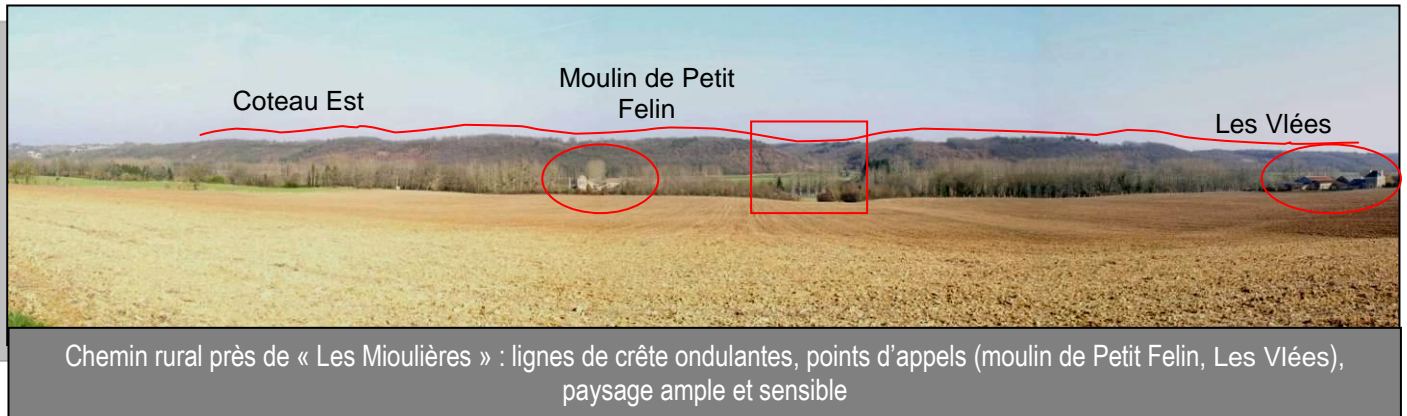 Coteau Est
Moulin de Petit
Felin
Les Vlées
Chemin rural près de « Les Mioulières » : lignes de crête ondulantes, points d’appels (moulin de Petit Felin, Les Vlées),
paysage ample et sensible